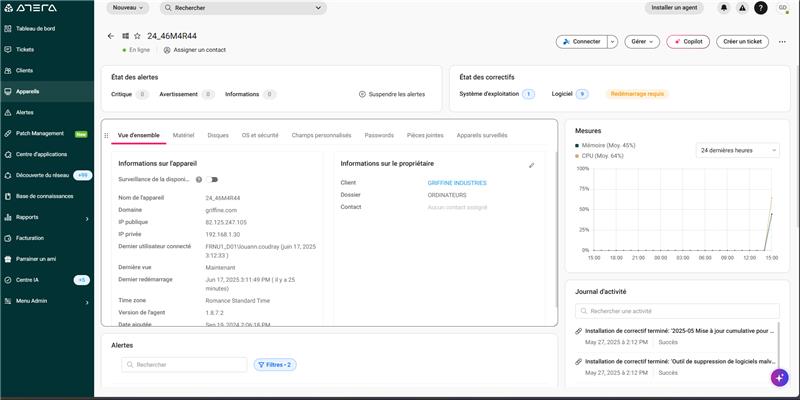 ATERA
Nouveau
Rechercher
Installer un agent
GD
Tableau de bord
Tickets
Clients
Appareils
Alertes
Patch Management New
Centre d'applications
Découverte du réseau +99
Base de connaissances
Rapports
Facturation
Parrainer un ami
Centre IA +5
Menu Admin
24_46M4R44
En ligne
Assigner un contact
Connecter
Gérer
Copilot
Créer un ticket
État des alertes
Critique 0
Avertissement 0
Informations 0
Suspendre les alertes
État des correctifs
Système d'exploitation 1
Logiciel 9
Redémarrage requis
Vue d'ensemble
Matériel
Disques
OS et sécurité
Champs personnalisés
Passwords
Pièces jointes
Appareils surveillés
Informations sur l'appareil
Surveillance de la disponi...
Nom de l'appareil 24_46M4R44
Domaine griffine.com
IP publique 82.125.247.105
IP privée 192.168.1.30
Dernier utilisateur connecté FRNU1_D01\louann.coudray (juin 17, 2025
3:12:33 )
Dernière vue Maintenant
Dernier redémarrage Jun 17, 2025 3:11:49 PM ( il y a 25
minutes)
Time zone Romance Standard Time
Version de l'agent 1.8.7.2
Date ajoutée Sep 19, 2024 2:06:16 PM
Informations sur le propriétaire
Client GRIFFINE INDUSTRIES
Dossier ORDINATEURS
Contact Aucun contact assigné
Alertes
Rechercher
Filtres • 2
Mesures
Mémoire (Moy. 45%)
CPU (Moy. 64%)
24 dernières heures
100%
75%
50%
25%
0%
15:00 18:00 21:00 00:00 03:00 06:00 09:00 12:00 15:00
Journal d'activité
Rechercher une activité
Installation de correctif terminé: '2025-05 Mise à jour cumulative pour ...
May 27, 2025 à 2:12 PM Succès
Installation de correctif terminé: 'Outil de suppression de logiciels malv...
May 27, 2025 à 2:12 PM Succès